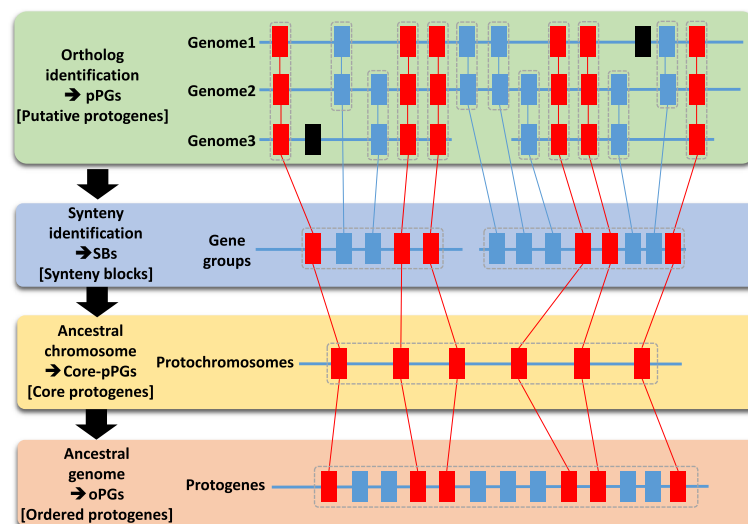 Ortholog
identification
➔ pPGs
[Putative protogenes]
Genome1
Genome2
Genome3
Synteny
identification
➔SBs
[Synteny blocks]
Gene
groups
Ancestral
chromosome
➔ Core-pPGs
[Core protogenes]
Protochromosomes
Ancestral
genome
➔ oPGs
[Ordered protogenes]
Protogenes